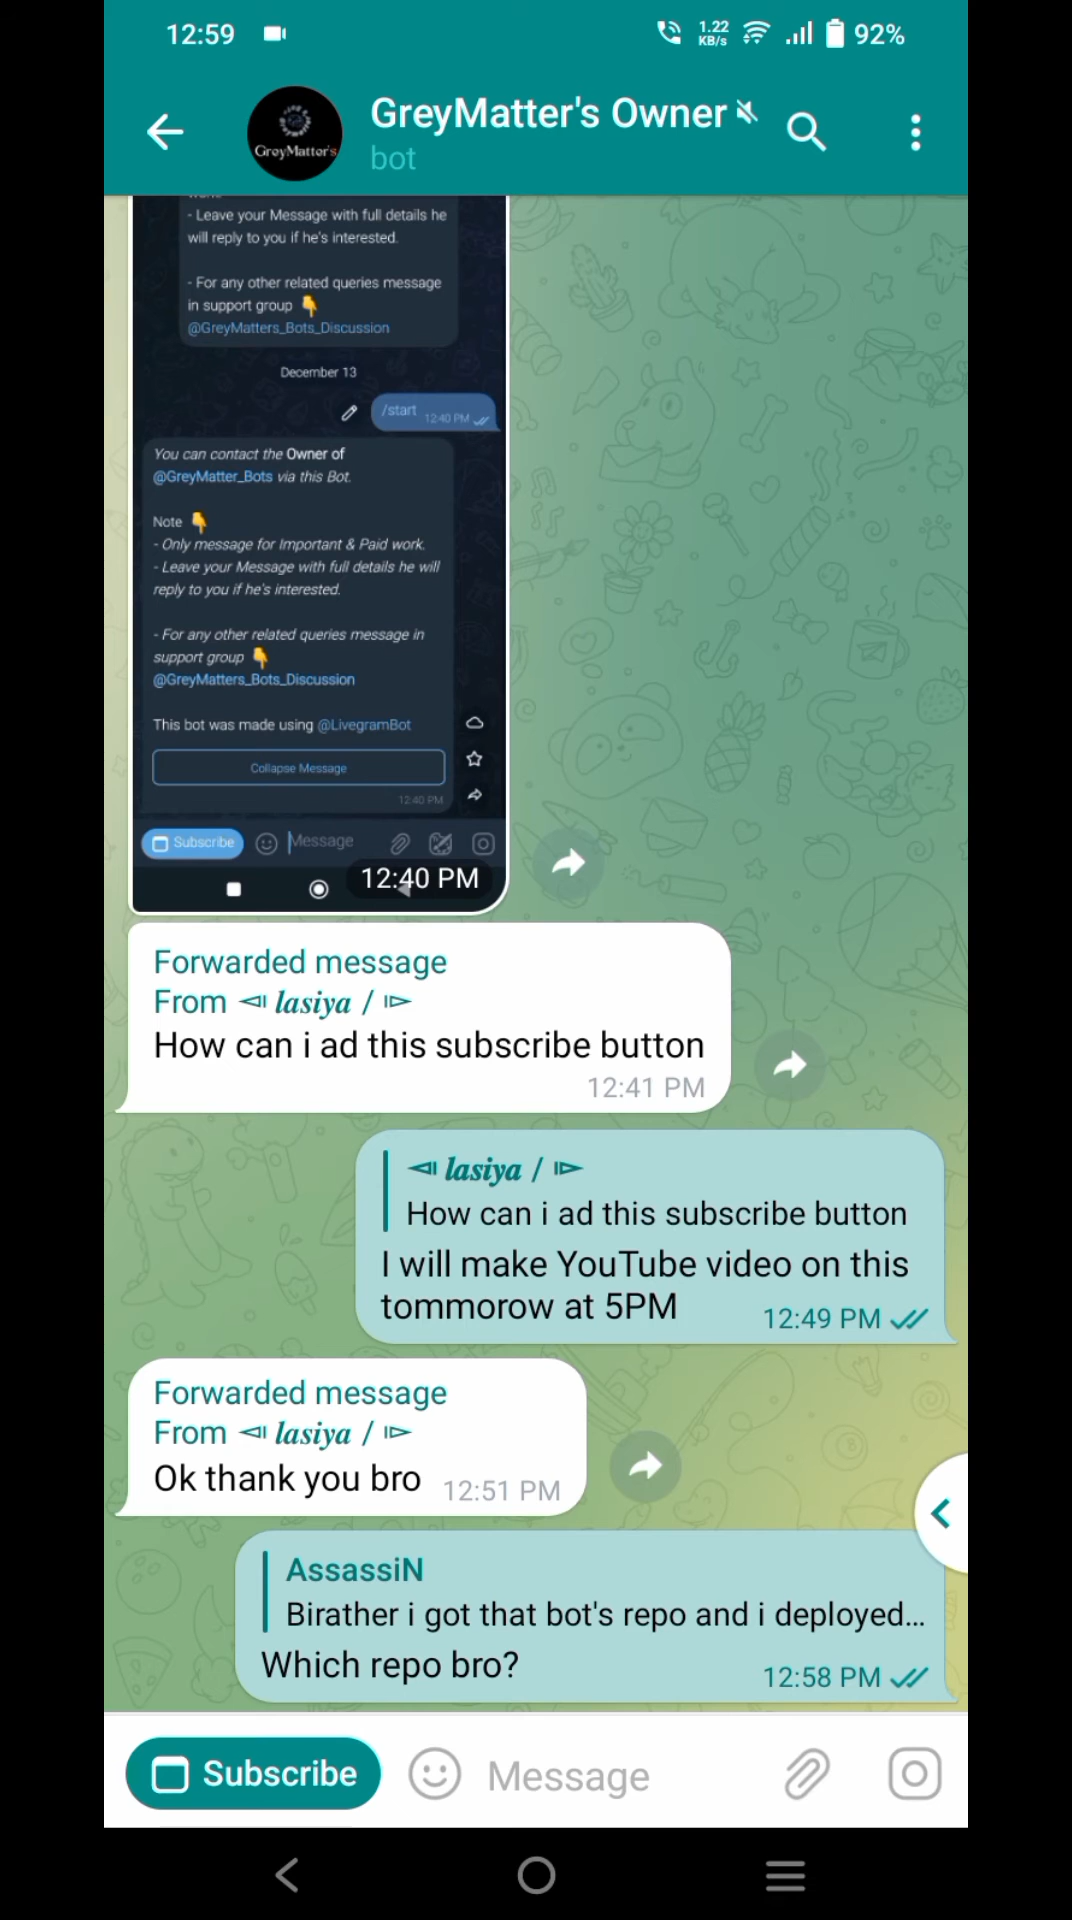 12:59
1.22
KB/s
92%
GreyMatter's Owner
bot
GreyMatter's
- Leave your Message with full details he
will reply to you if he's interested.
- For any other related queries message
in support group 👇
@GreyMatters_Bots_Discussion
December 13
/start 12:40 PM
You can contact the Owner of
@GreyMatter_Bots via this Bot.
Note 👇
- Only message for Important & Paid work.
- Leave your Message with full details he will
reply to you if he's interested.
- For any other related queries message in
support group 👇
@GreyMatters_Bots_Discussion
This bot was made using @LivegramBot
Collapse Message
12:40 PM
Subscribe
Message
12:40 PM
Forwarded message
From ⧏ lasiya / ⧐
How can i ad this subscribe button
12:41 PM
⧏ lasiya / ⧐
How can i ad this subscribe button
I will make YouTube video on this
tommorow at 5PM 12:49 PM
Forwarded message
From ⧏ lasiya / ⧐
Ok thank you bro 12:51 PM
AssassiN
Birather i got that bot's repo and i deployed...
Which repo bro? 12:58 PM
Subscribe
Message